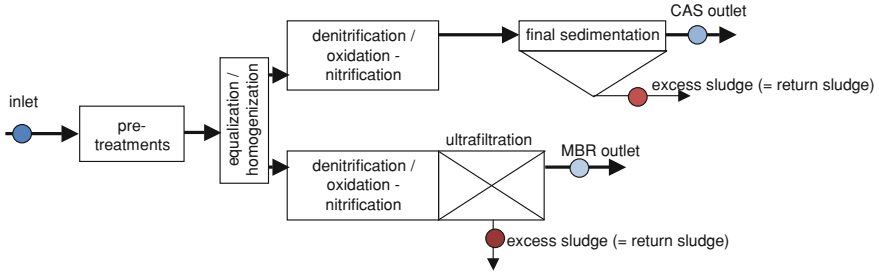 inlet
pre-
treatments
equalization /
homogenization
denitrification /
oxidation -
nitrification
final sedimentation
CAS outlet
excess sludge (= return sludge)
denitrification /
oxidation -
nitrification
ultrafiltration
MBR outlet
excess sludge (= return sludge)